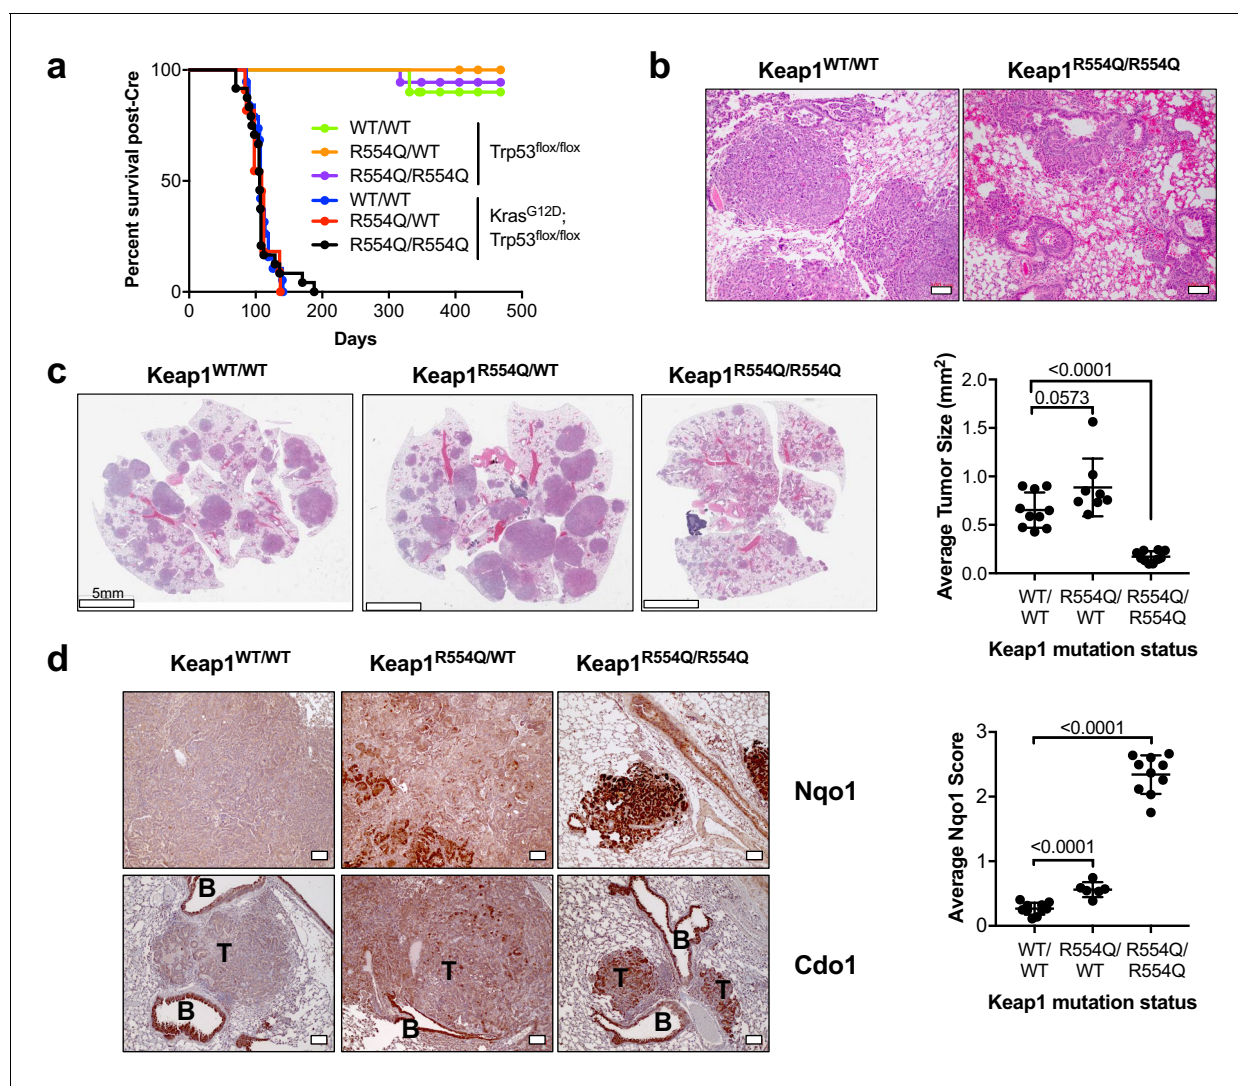 a
Percent survival post-Cre
100
50
0
0 100 200 300 400 500
Days
WT/WT
R554Q/WT
R554Q/R554Q
Trp53flox/flox
WT/WT
R554Q/WT
R554Q/R554Q
KrasG12D;
Trp53flox/flox
b
Keap1WT/WT
Keap1R554Q/R554Q
c
Keap1WT/WT
Keap1R554Q/WT
Keap1R554Q/R554Q
5mm
Average Tumor Size (mm2)
2.0
1.5
1.0
0.5
0.0
<0.0001
0.0573
WT/
WT
R554Q/
WT
R554Q/
R554Q
Keap1 mutation status
d
Keap1WT/WT
Keap1R554Q/WT
Keap1R554Q/R554Q
Nqo1
B
T
B
T
B
B
T
T
B
Cdo1
Average Nqo1 Score
3
2
1
0
<0.0001
<0.0001
WT/
WT
R554Q/
WT
R554Q/
R554Q
Keap1 mutation status